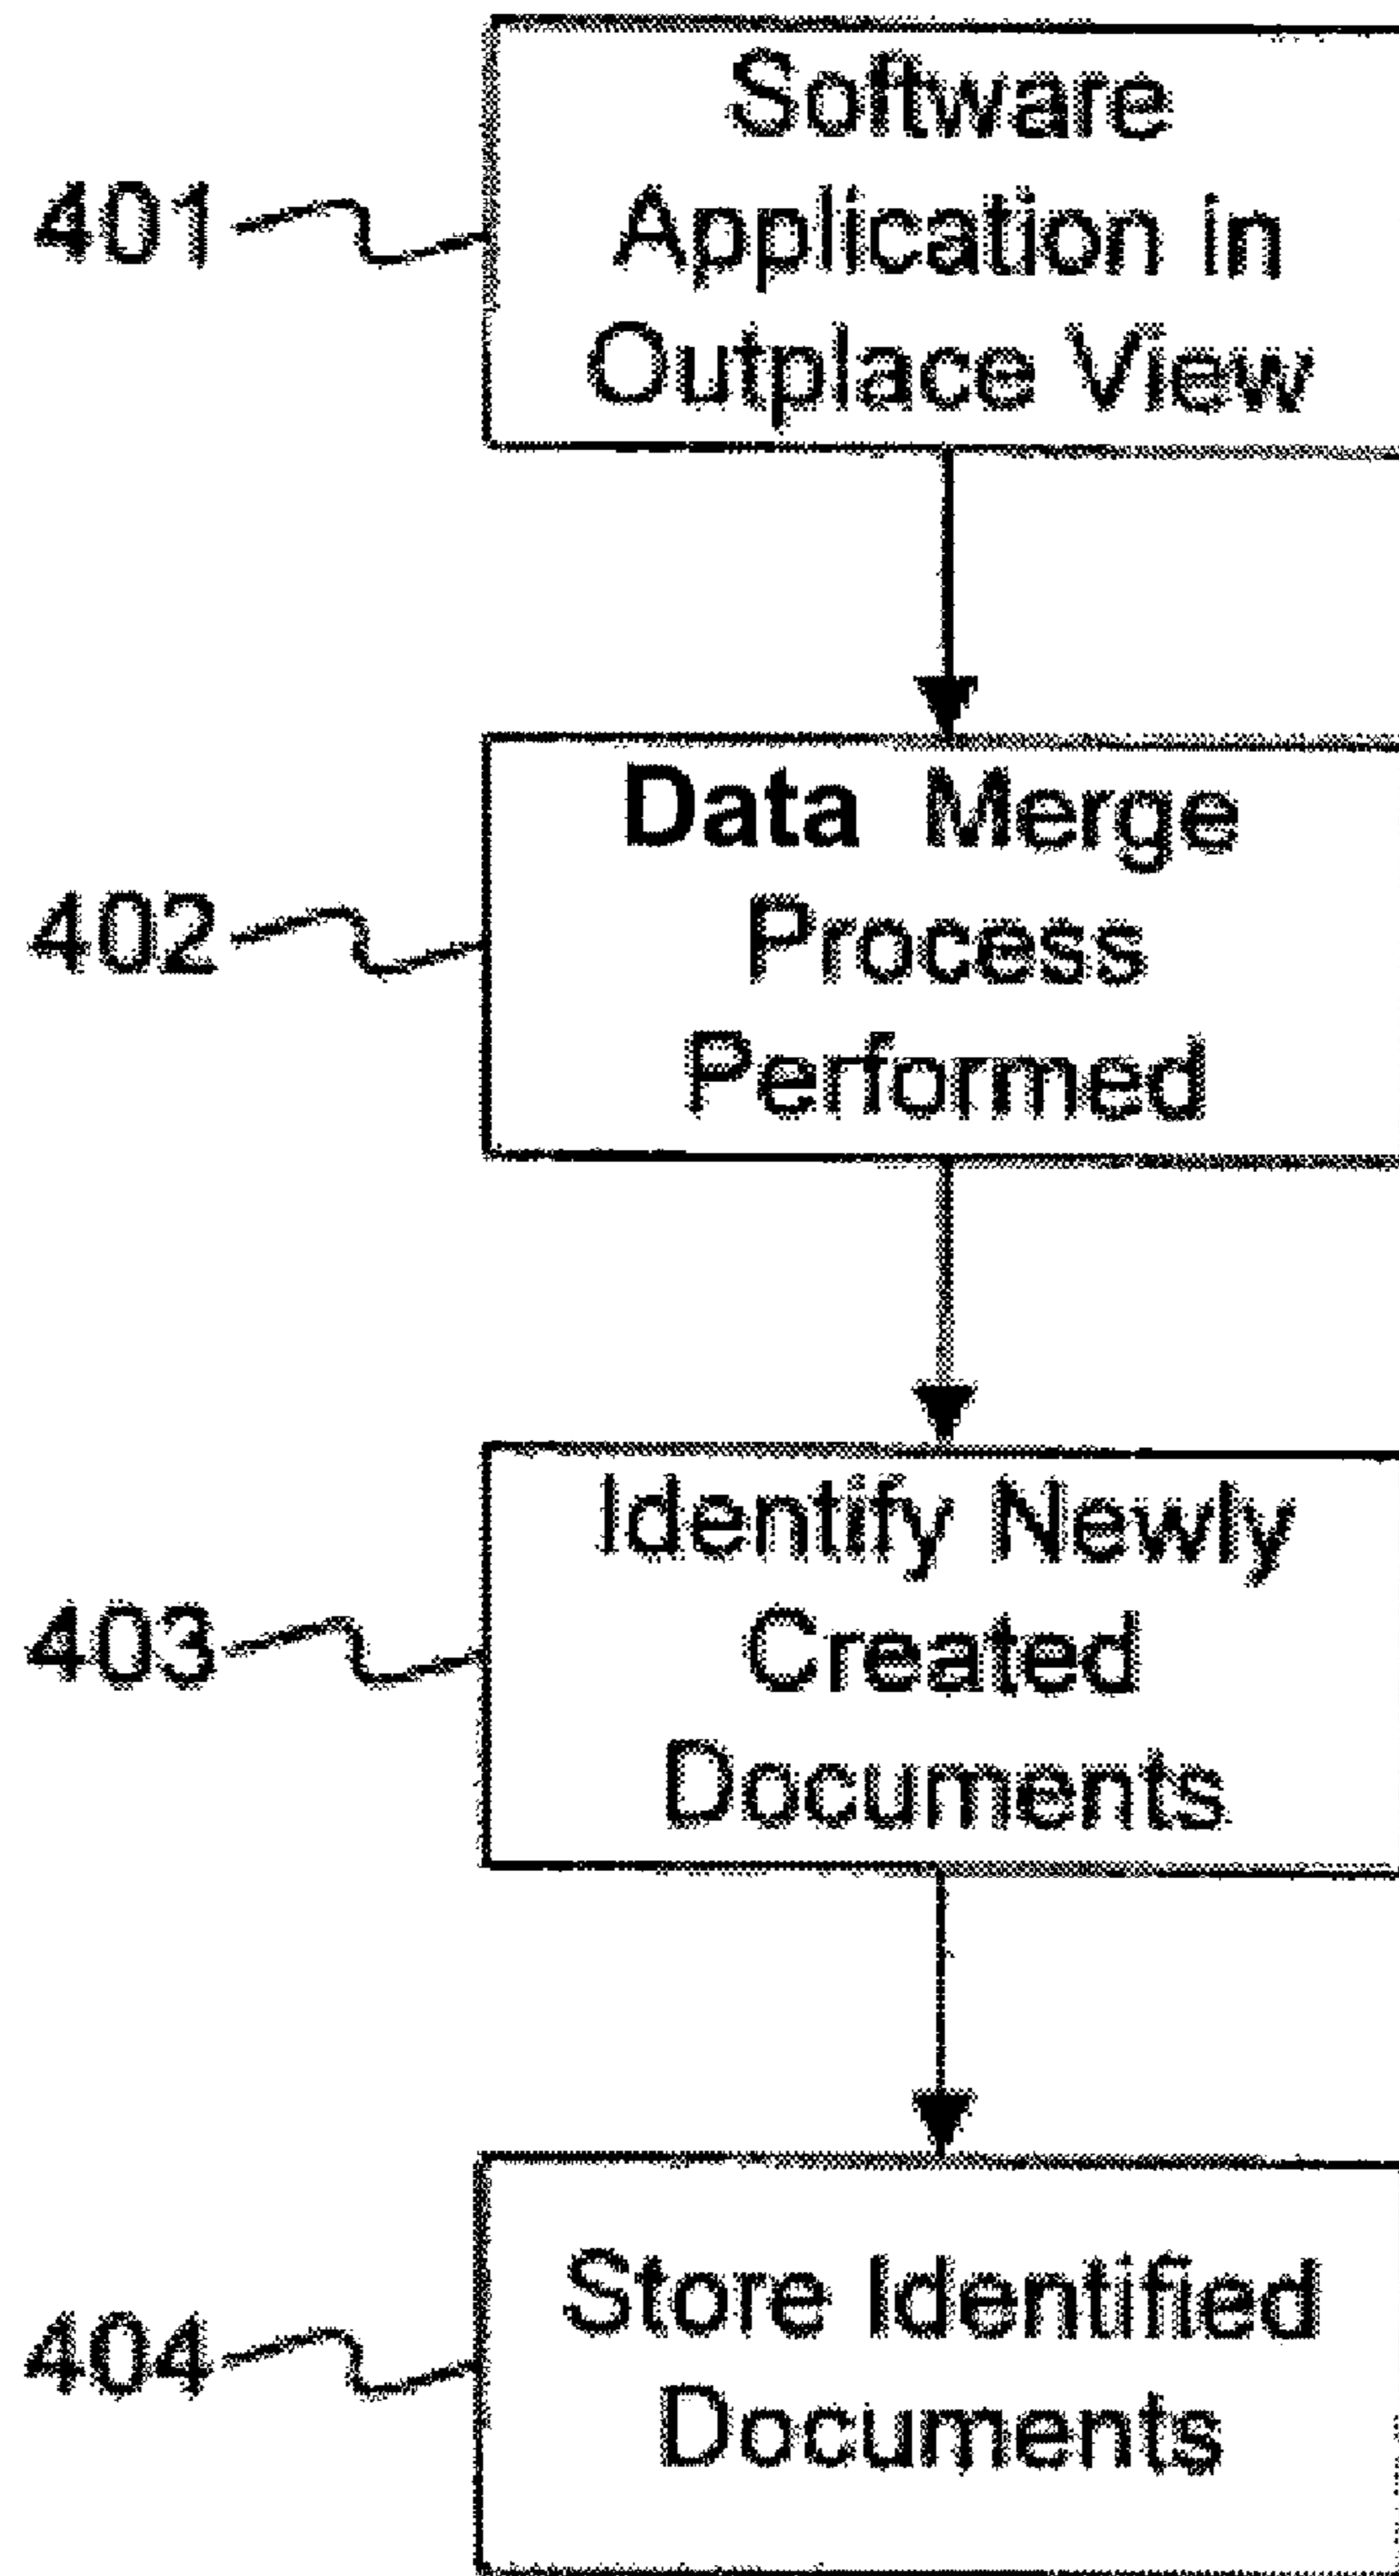 Software
401
Application in
Outplace View
Data Merge
402
Process
Performed
Identify Newly
403
Created
Documents
Store Identified
404
Documents